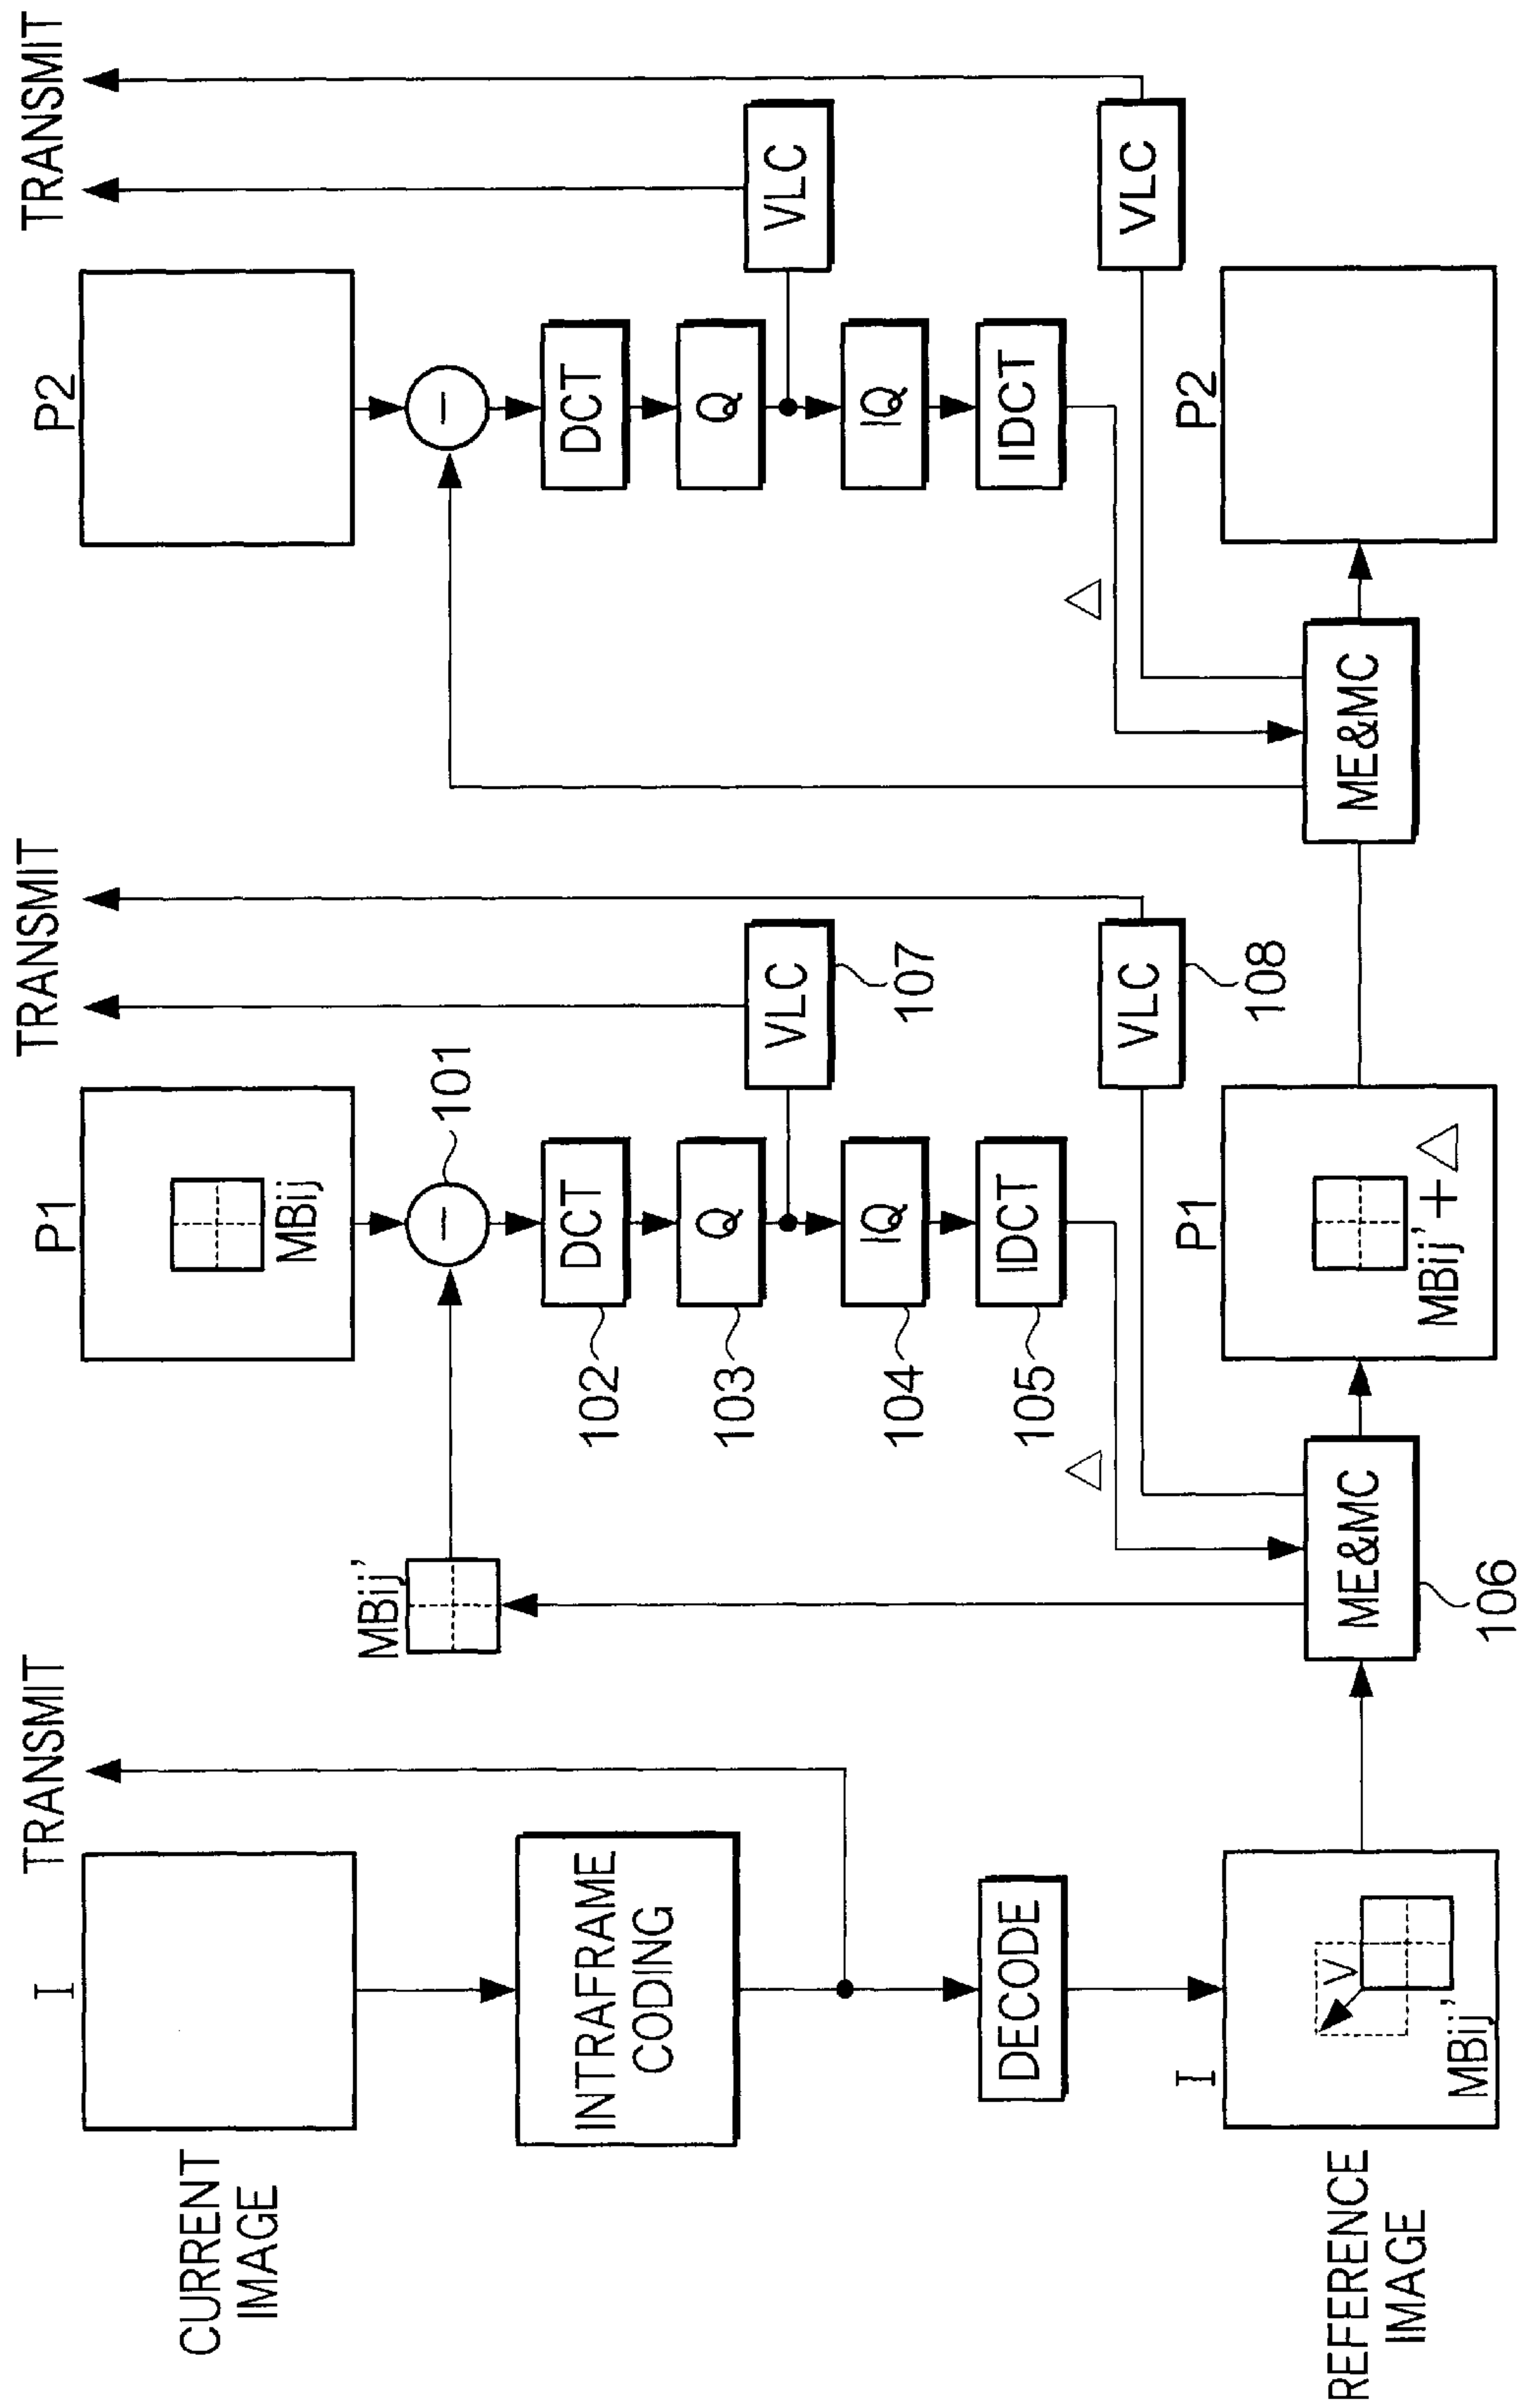 TRANSMIT
TRANSMIT
TRANSMIT
I
P1
P2
CURRENT
IMAGE
MBij
MBij'
101
INTRAFRAME
CODING
102
DCT
DCT
103
Q
VLC
107
Q
VLC
104
IQ
IQ
DECODE
105
IDCT
IDCT
△
△
VLC
108
VLC
I
P1
P2
REFERENCE
IMAGE
V
MBij'
ME&MC
106
MBij'+△
ME&MC